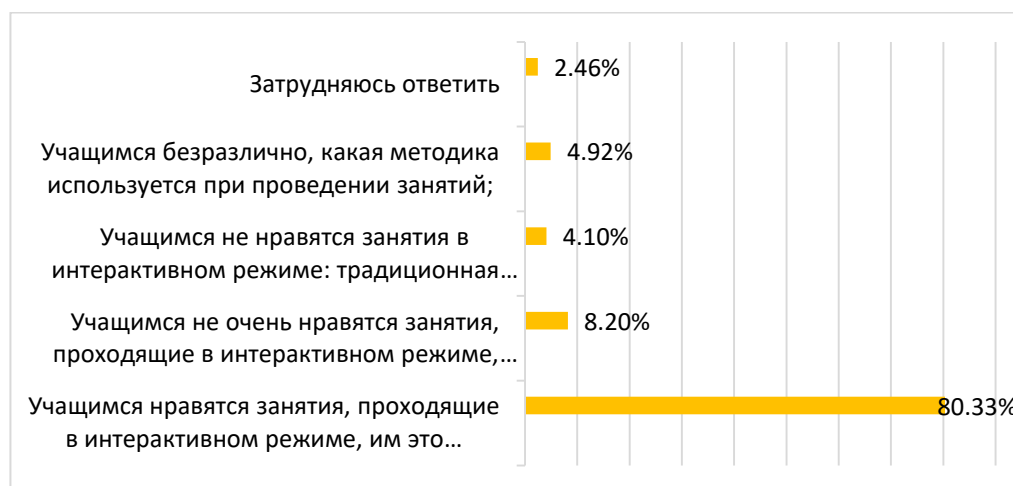 Затрудняюсь ответить
2.46%
Учащимся безразлично, какая методика
используется при проведении занятий;
4.92%
Учащимся не нравятся занятия в
интерактивном режиме: традиционная...
4.10%
Учащимся не очень нравятся занятия,
проходящие в интерактивном режиме,...
8.20%
Учащимся нравятся занятия, проходящие
в интерактивном режиме, им это...
80.33%